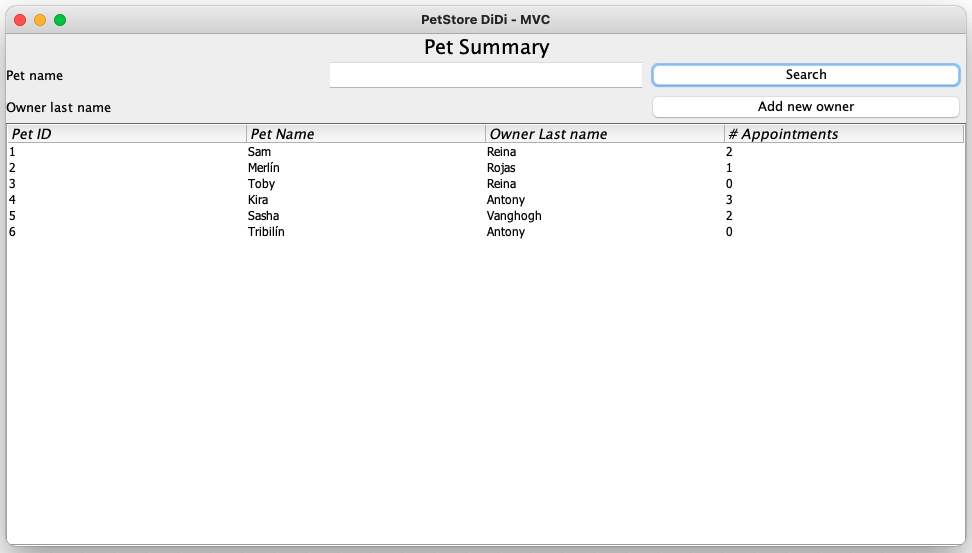 PetStore DiDi - MVC
Pet Summary
Pet name Search
Owner last name Add new owner
Pet ID Pet Name Owner Last name # Appointments
1 Sam Reina 2
2 Merlín Rojas 1
3 Toby Reina 0
4 Kira Antony 3
5 Sasha Vanghogh 2
6 Tribilín Antony 0